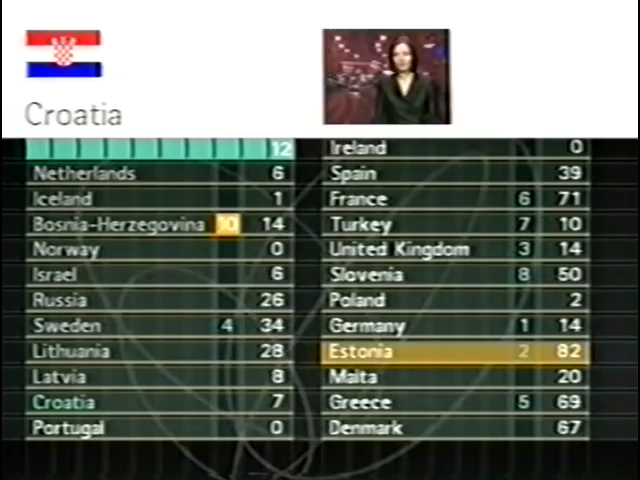 Croatia
12
Netherlands 6
Iceland 1
Bosnia-Herzegovina 10 14
Norway 0
Israel 6
Russia 26
Sweden 4 34
Lithuania 28
Latvia 8
Croatia 7
Portugal 0
Ireland 0
Spain 39
France 6 71
Turkey 7 10
United Kingdom 3 14
Slovenia 8 50
Poland 2
Germany 1 14
Estonia 2 82
Malta 20
Greece 5 69
Denmark 67